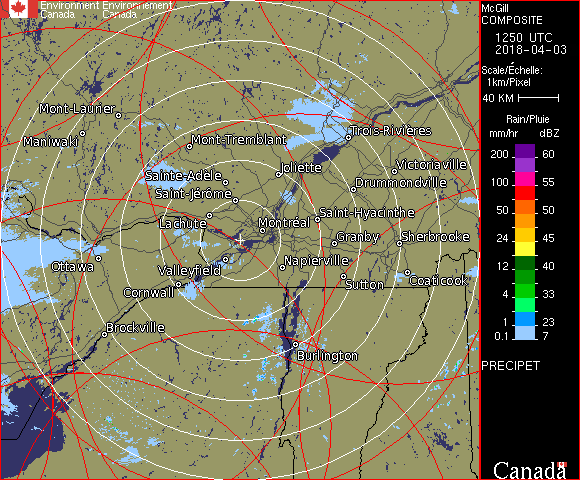 Environment Environnement
Canada Canada
McGill
COMPOSITE
1250 UTC
2018-04-03
Scale/Échelle:
1km/Pixel
40 KM
Rain/Pluie
mm/hr dBZ
200 60
100 55
50 50
24 45
12 40
4 33
1 23
0.1 7
PRECIPET
Canada
Mont-Laurier
Maniwaki
Mont-Tremblant
Trois-Rivières
Sainte-Adèle
Joliette
Victoriaville
Saint-Jérôme
Drummondville
Lachute
Montréal
Saint-Hyacinthe
Granby
Sherbrooke
Ottawa
Valleyfield
Napierville
Cornwall
Sutton
Coaticook
Brockville
Burlington